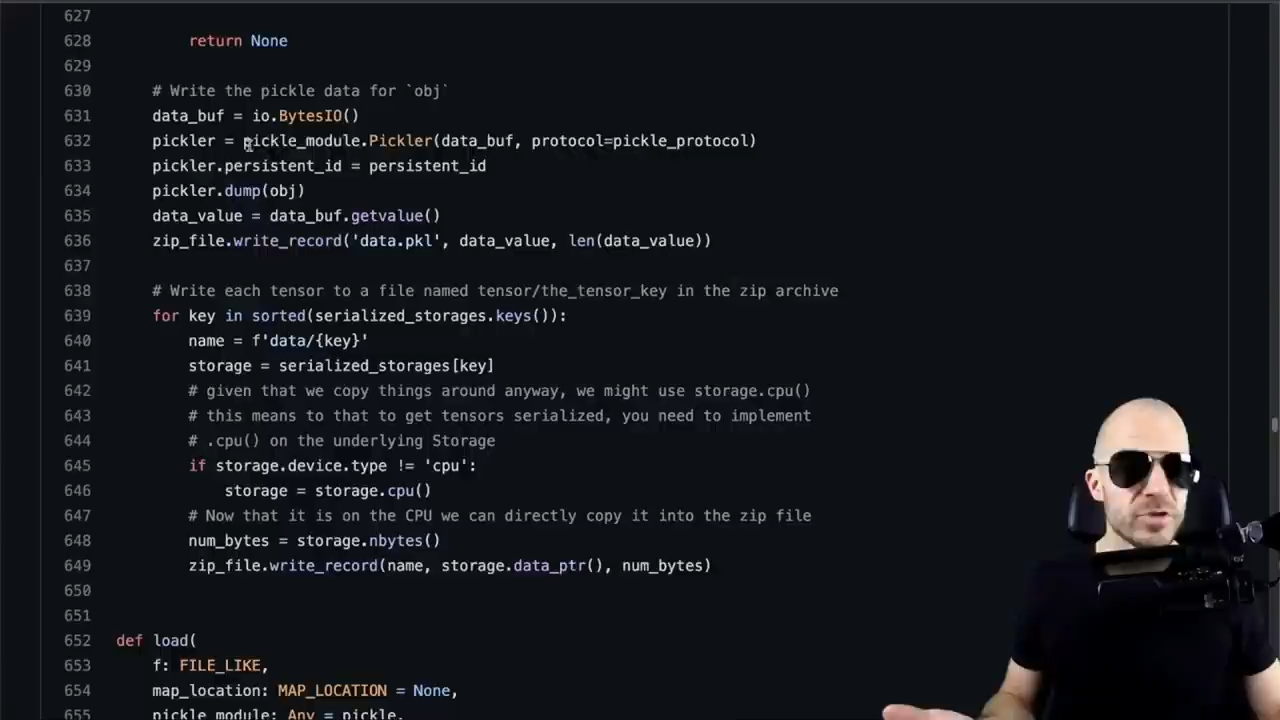 627
628 return None
629
630 # Write the pickle data for `obj`
631 data_buf = io.BytesIO()
632 pickler = pickle_module.Pickler(data_buf, protocol=pickle_protocol)
633 pickler.persistent_id = persistent_id
634 pickler.dump(obj)
635 data_value = data_buf.getvalue()
636 zip_file.write_record('data.pkl', data_value, len(data_value))
637
638 # Write each tensor to a file named tensor/the_tensor_key in the zip archive
639 for key in sorted(serialized_storages.keys()):
640 name = f'data/{key}'
641 storage = serialized_storages[key]
642 # given that we copy things around anyway, we might use storage.cpu()
643 # this means to that to get tensors serialized, you need to implement
644 # .cpu() on the underlying Storage
645 if storage.device.type != 'cpu':
646 storage = storage.cpu()
647 # Now that it is on the CPU we can directly copy it into the zip file
648 num_bytes = storage.nbytes()
649 zip_file.write_record(name, storage.data_ptr(), num_bytes)
650
651
652 def load(
653 f: FILE_LIKE,
654 map_location: MAP_LOCATION = None,
655 pickle_module: Any = pickle,